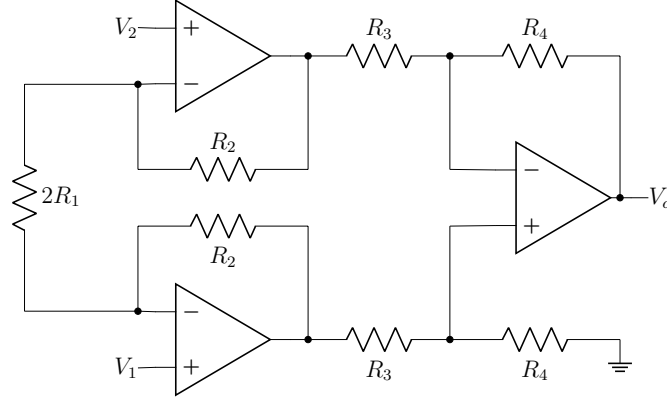 V₂
R₃
R₄
+
−
R₂
2R₁
−
+
V
R₂
−
+
V₁
R₃
R₄